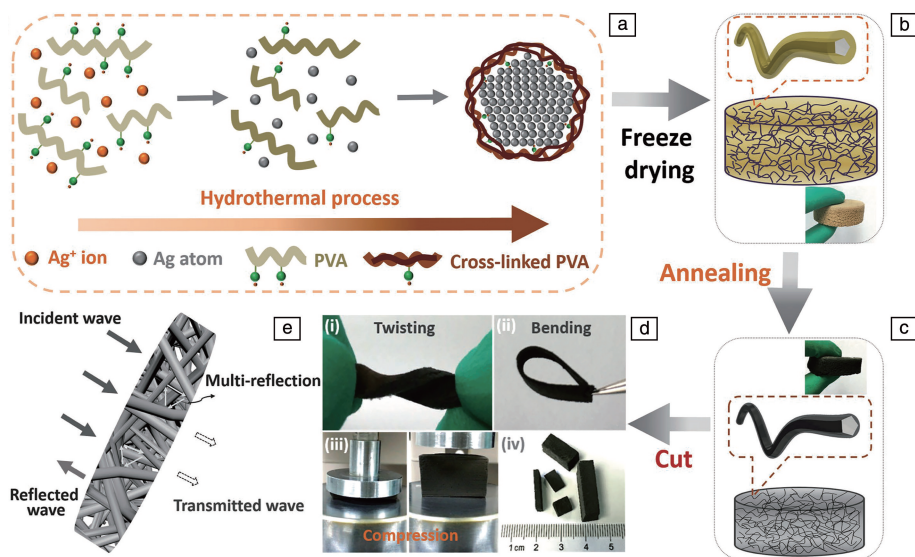 a
Hydrothermal process
Ag⁺ ion
Ag atom
PVA
Cross-linked PVA
Freeze
drying
b
Annealing
c
Cut
d
(i)
Twisting
(ii)
Bending
(iii)
Compression
(iv)
1 cm 2 3 4 5
e
Incident wave
Multi-reflection
Reflected
wave
Transmitted wave